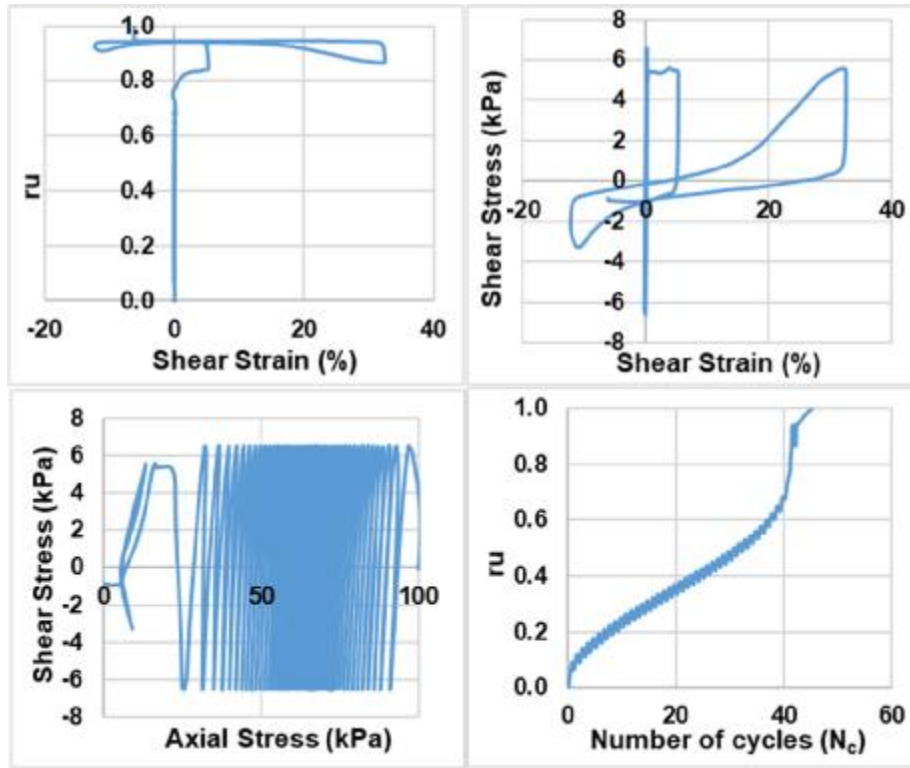 1.0
0.8
0.6
0.4
0.2
0.0
ru
-20 0 20 40
Shear Strain (%)
8
6
4
2
0
-2
-4
-6
-8
Shear Stress (kPa)
-20 0 20 40
Shear Strain (%)
8
6
4
2
0
-2
-4
-6
-8
Shear Stress (kPa)
0 50 100
Axial Stress (kPa)
1.0
0.8
0.6
0.4
0.2
0.0
ru
0 20 40 60
Number of cycles (Nc)